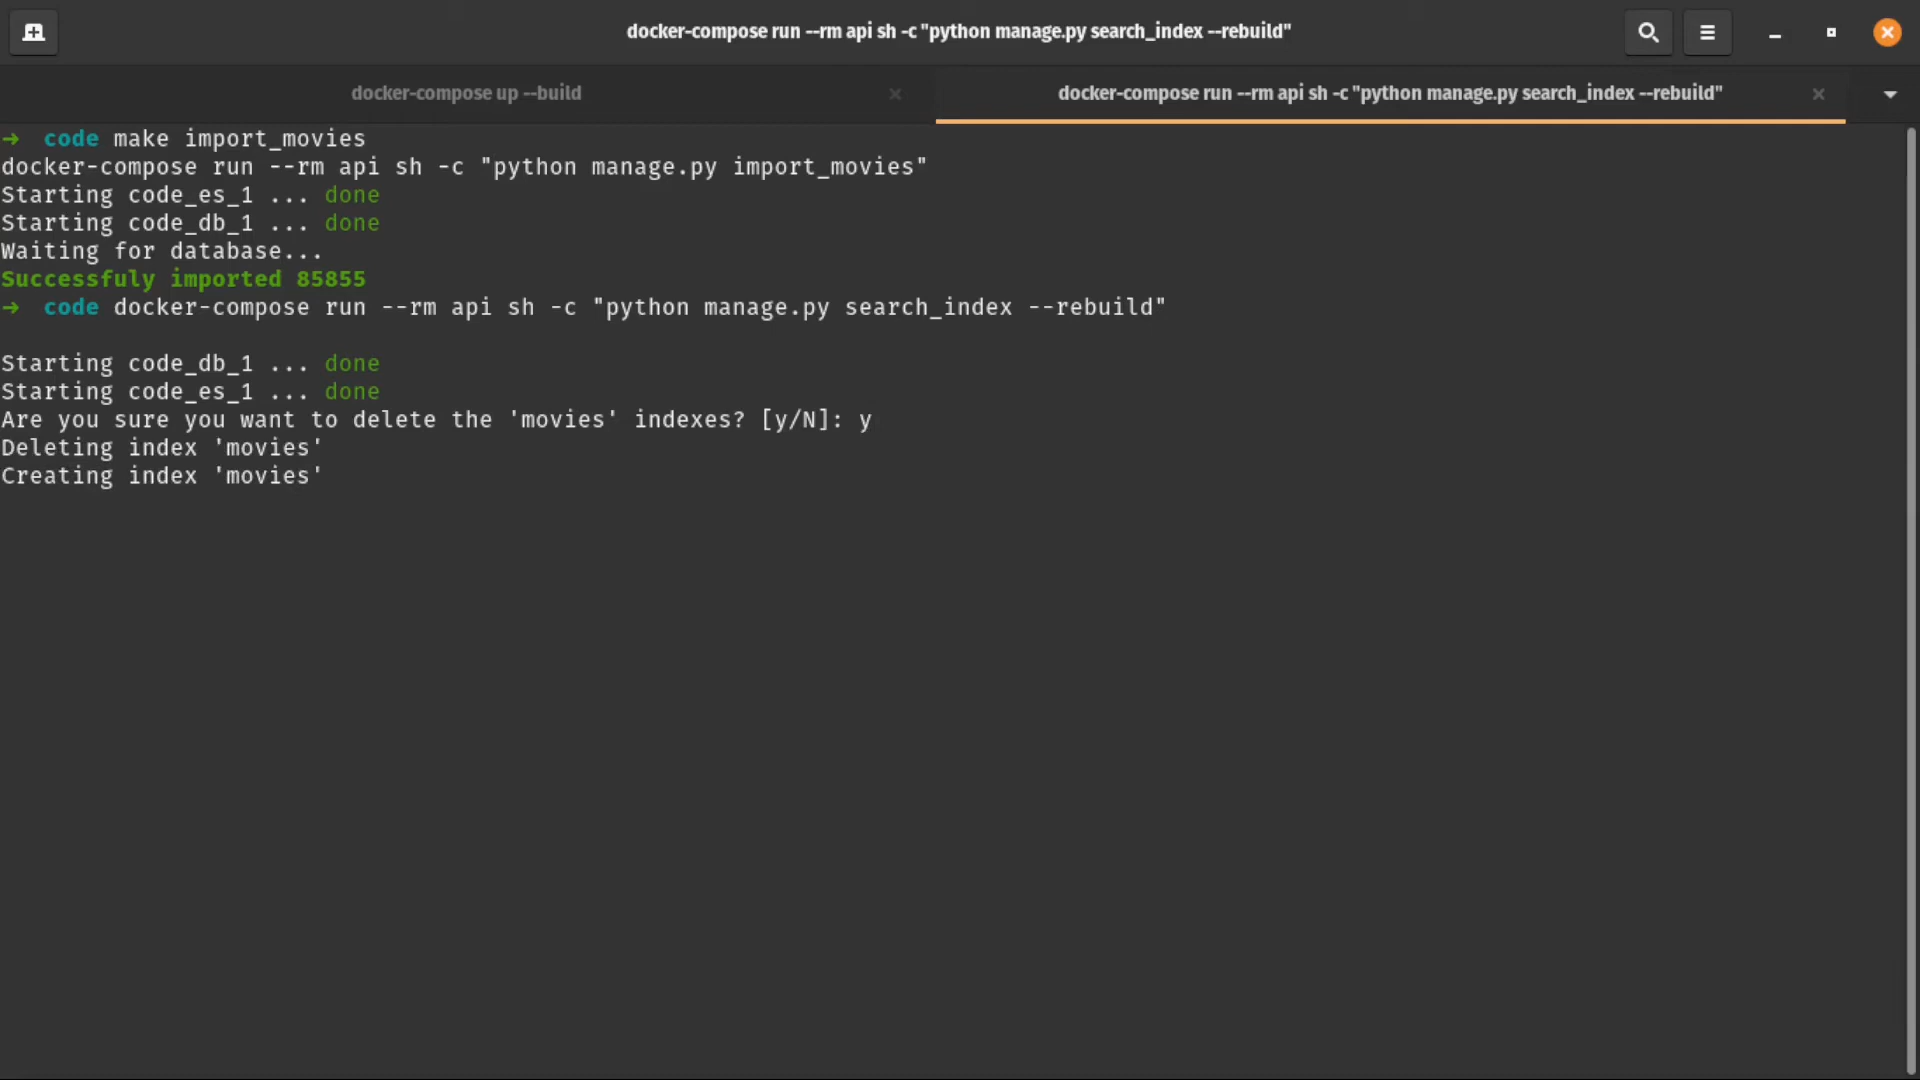 docker-compose run --rm api sh -c "python manage.py search_index --rebuild"
docker-compose up --build
docker-compose run --rm api sh -c "python manage.py search_index --rebuild"
→ code make import_movies
docker-compose run --rm api sh -c "python manage.py import_movies"
Starting code_es_1 ... done
Starting code_db_1 ... done
Waiting for database...
Successfuly imported 85855
→ code docker-compose run --rm api sh -c "python manage.py search_index --rebuild"
Starting code_db_1 ... done
Starting code_es_1 ... done
Are you sure you want to delete the 'movies' indexes? [y/N]: y
Deleting index 'movies'
Creating index 'movies'